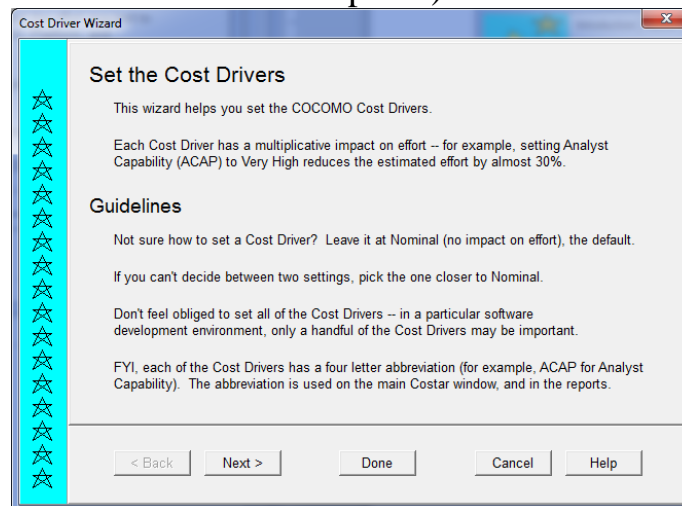 Cost Driver Wizard
Set the Cost Drivers
This wizard helps you set the COCOMO Cost Drivers.
Each Cost Driver has a multiplicative impact on effort -- for example, setting Analyst
Capability (ACAP) to Very High reduces the estimated effort by almost 30%.
Guidelines
Not sure how to set a Cost Driver? Leave it at Nominal (no impact on effort), the default.
If you can't decide between two settings, pick the one closer to Nominal.
Don't feel obliged to set all of the Cost Drivers -- in a particular software
development environment, only a handful of the Cost Drivers may be important.
FYI, each of the Cost Drivers has a four letter abbreviation (for example, ACAP for Analyst
Capability). The abbreviation is used on the main Costar window, and in the reports.
< Back Next > Done Cancel Help